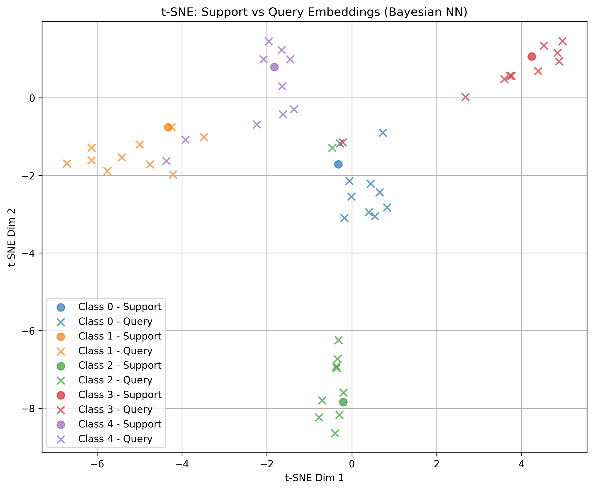 t-SNE: Support vs Query Embeddings (Bayesian NN)
t-SNE Dim 2
0
−2
−4
−6
−8
Class 0 - Support
Class 0 - Query
Class 1 - Support
Class 1 - Query
Class 2 - Support
Class 2 - Query
Class 3 - Support
Class 3 - Query
Class 4 - Support
Class 4 - Query
−6 −4 −2 0 2 4
t-SNE Dim 1